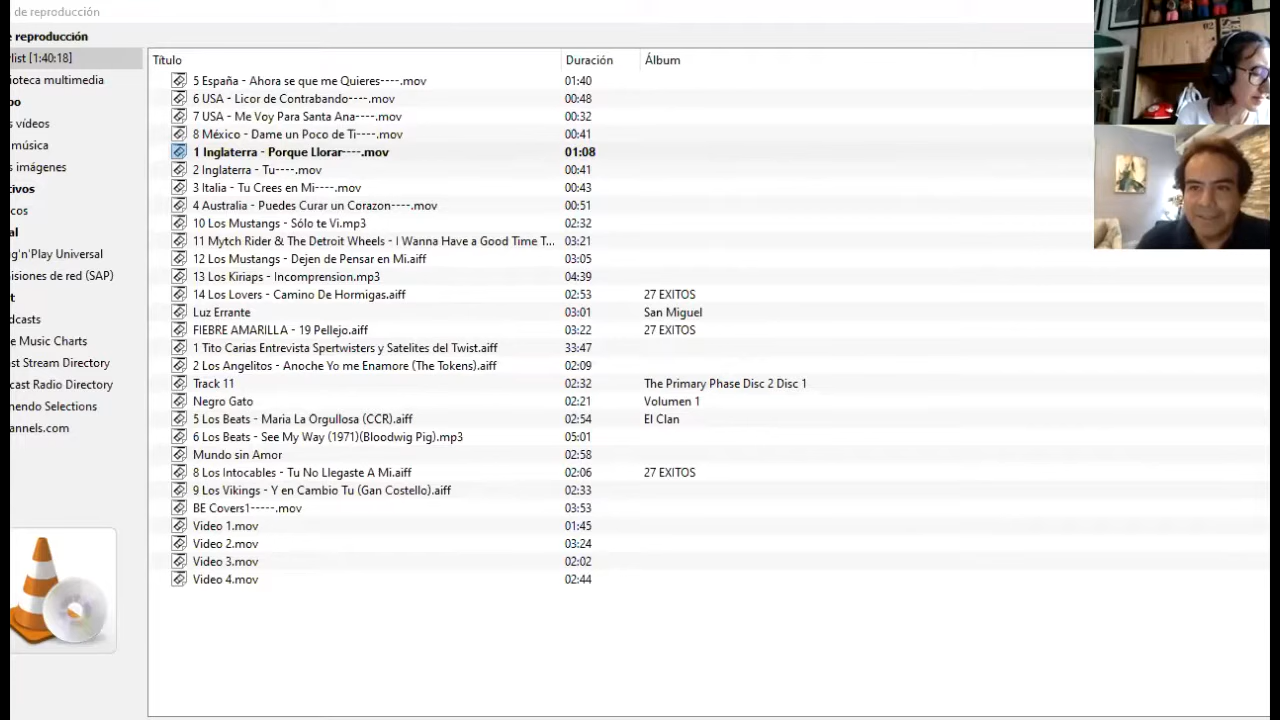 de reproducción
e reproducción
list [1:40:18]
ioteca multimedia
po
s vídeos
música
s imágenes
tivos
cos
al
ng'n'Play Universal
isiones de red (SAP)
t
dcasts
e Music Charts
ast Stream Directory
cast Radio Directory
nendo Selections
annels.com
Título Duración Álbum
5 España - Ahora se que me Quieres----.mov 01:40
6 USA - Licor de Contrabando----.mov 00:48
7 USA - Me Voy Para Santa Ana----.mov 00:32
8 México - Dame un Poco de Ti----.mov 00:41
1 Inglaterra - Porque Llorar----.mov 01:08
2 Inglaterra - Tu----.mov 00:41
3 Italia - Tu Crees en Mi----.mov 00:43
4 Australia - Puedes Curar un Corazon----.mov 00:51
10 Los Mustangs - Sólo te Vi.mp3 02:32
11 Mytch Rider & The Detroit Wheels - I Wanna Have a Good Time T... 03:21
12 Los Mustangs - Dejen de Pensar en Mi.aiff 03:05
13 Los Kiriaps - Incomprension.mp3 04:39
14 Los Lovers - Camino De Hormigas.aiff 02:53 27 EXITOS
Luz Errante 03:01 San Miguel
FIEBRE AMARILLA - 19 Pellejo.aiff 03:22 27 EXITOS
1 Tito Carias Entrevista Spertwisters y Satelites del Twist.aiff 33:47
2 Los Angelitos - Anoche Yo me Enamore (The Tokens).aiff 02:09
Track 11 02:32 The Primary Phase Disc 2 Disc 1
Negro Gato 02:21 Volumen 1
5 Los Beats - Maria La Orgullosa (CCR).aiff 02:54 El Clan
6 Los Beats - See My Way (1971)(Bloodwig Pig).mp3 05:01
Mundo sin Amor 02:58
8 Los Intocables - Tu No Llegaste A Mi.aiff 02:06 27 EXITOS
9 Los Vikings - Y en Cambio Tu (Gan Costello).aiff 02:33
BE Covers1-----.mov 03:53
Video 1.mov 01:45
Video 2.mov 03:24
Video 3.mov 02:02
Video 4.mov 02:44